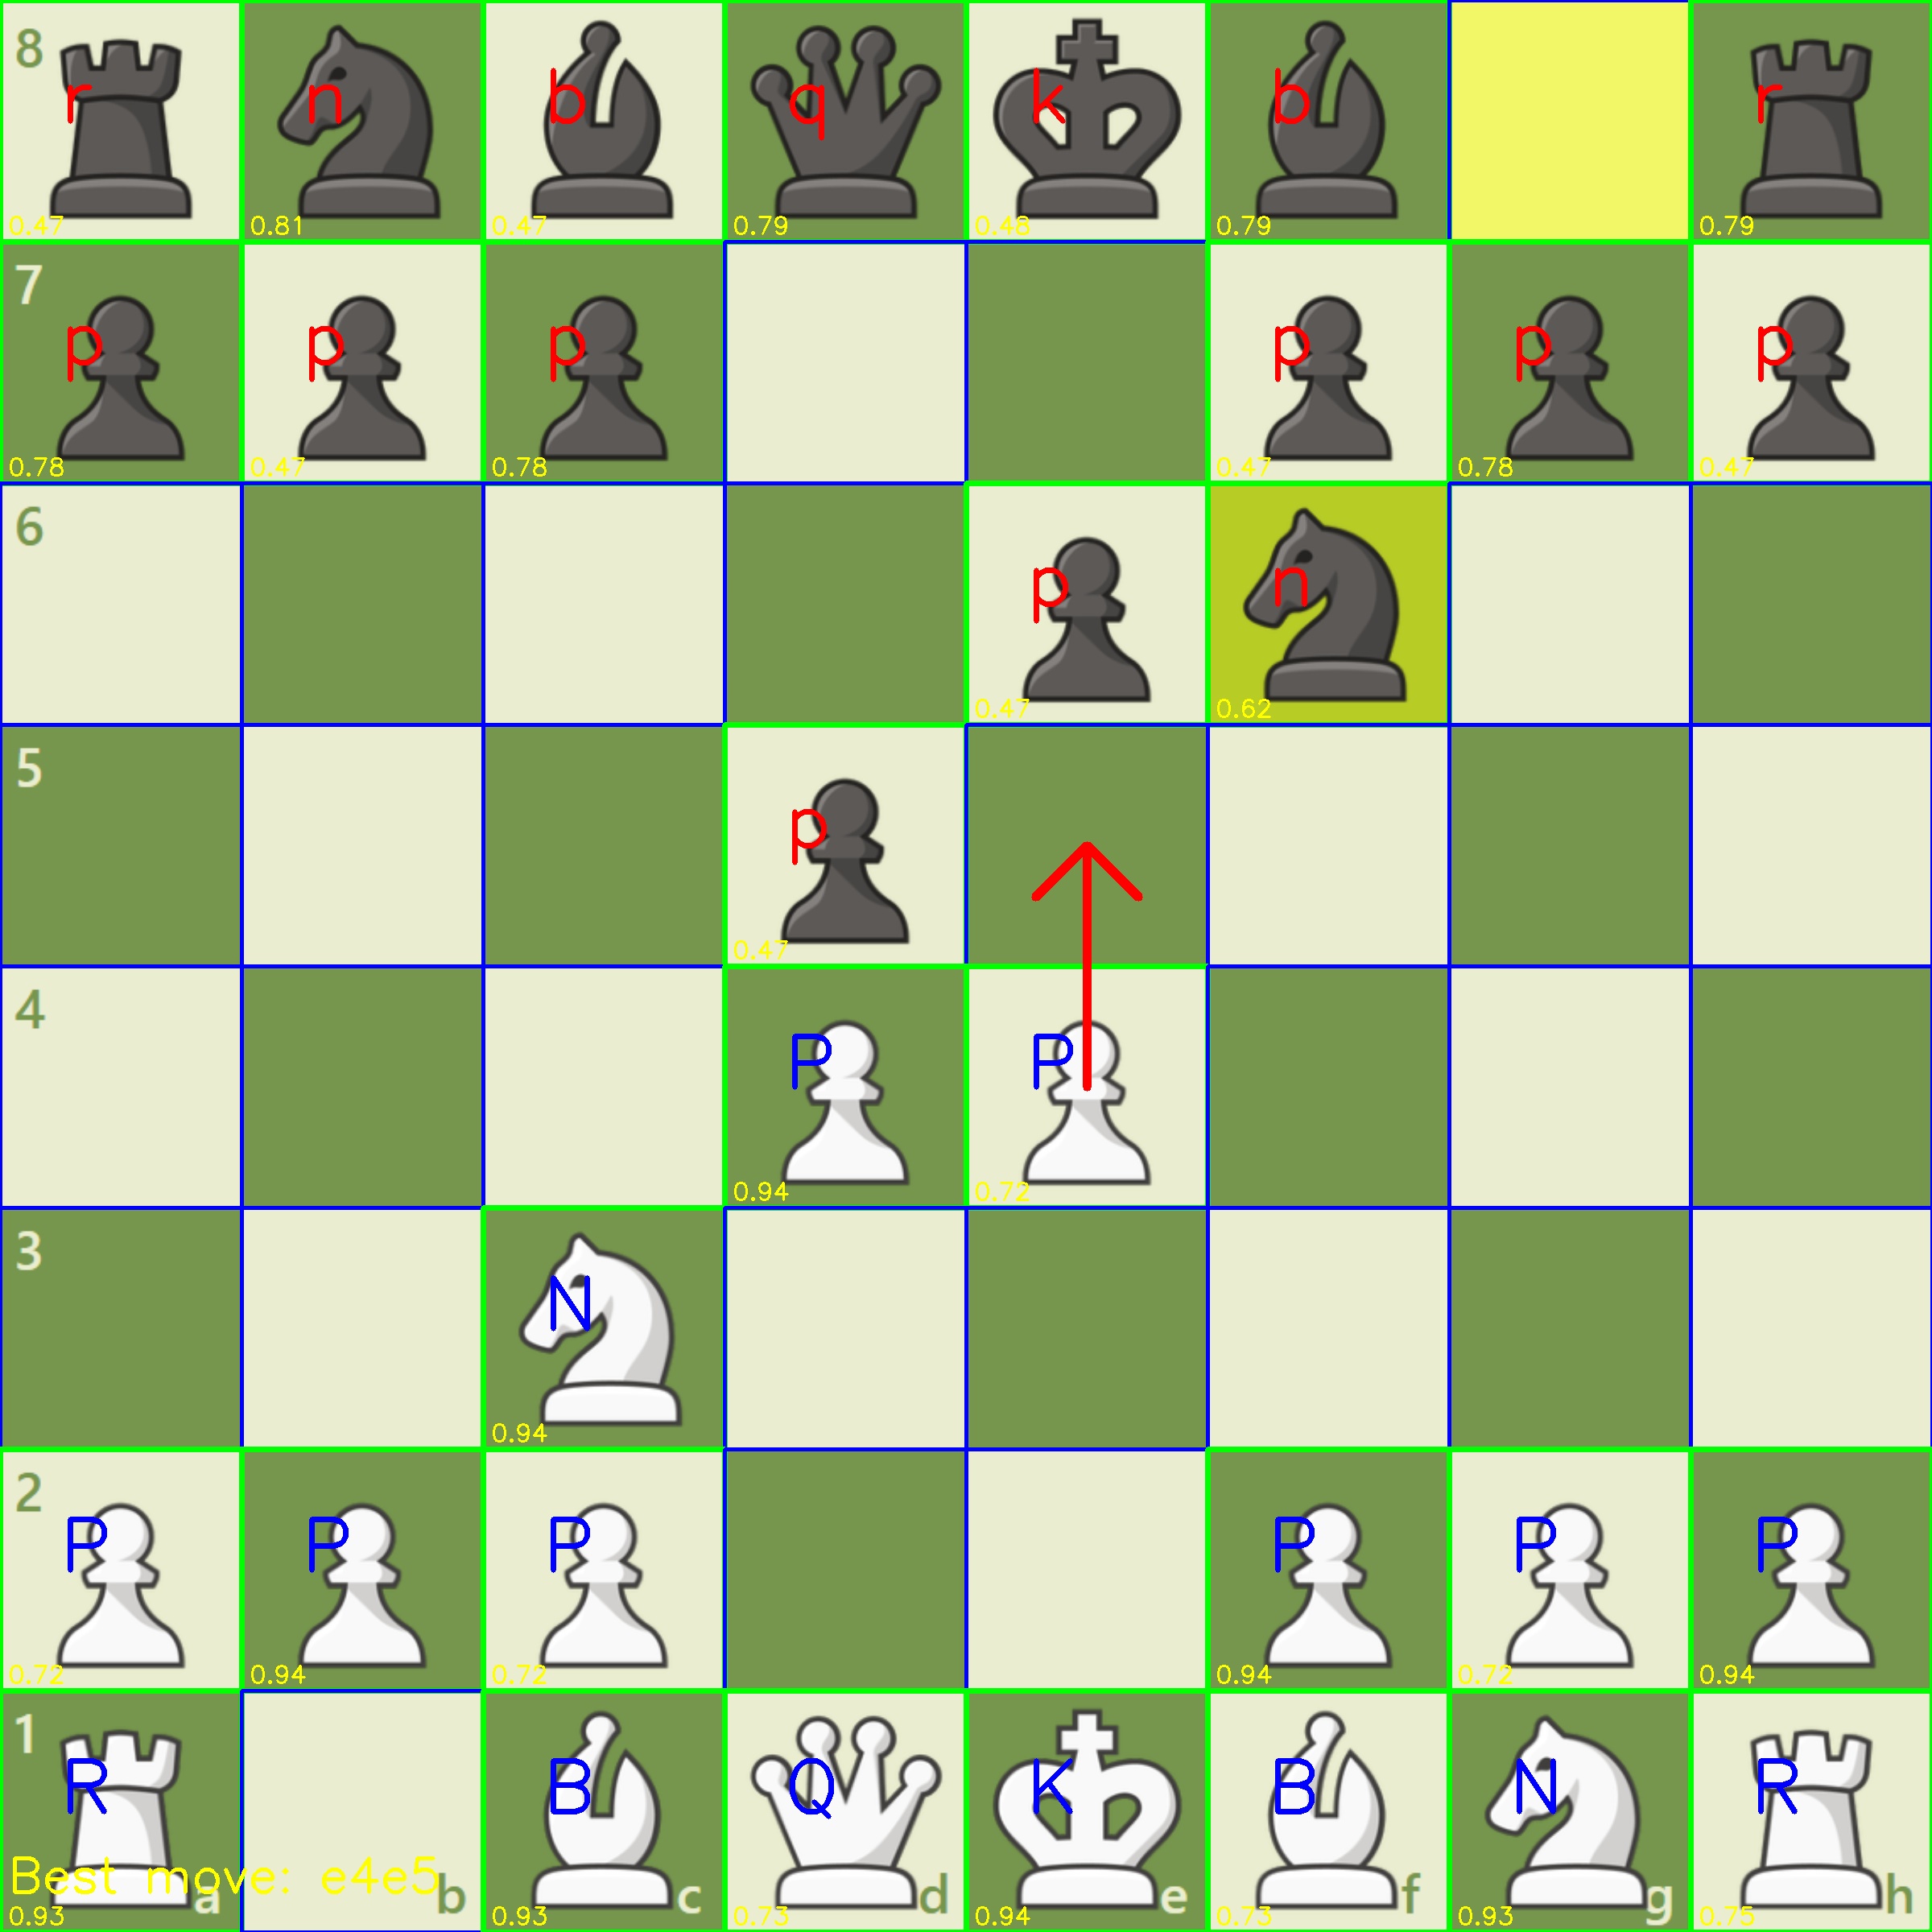 8 r n b q k b r
0.47 0.81 0.47 0.79 0.48 0.79 0.79
7 p p p p p p
0.78 0.47 0.78 0.47 0.78 0.47
6 p n
0.47 0.62
5 p
0.47
4 P P
0.94 0.72
3 N
0.94
2 P P P P P P
0.72 0.94 0.72 0.94 0.72 0.94
1 R B Q K B N R
Best move: e4e5
a b c d e f g h
0.93 0.93 0.73 0.94 0.73 0.93 0.75